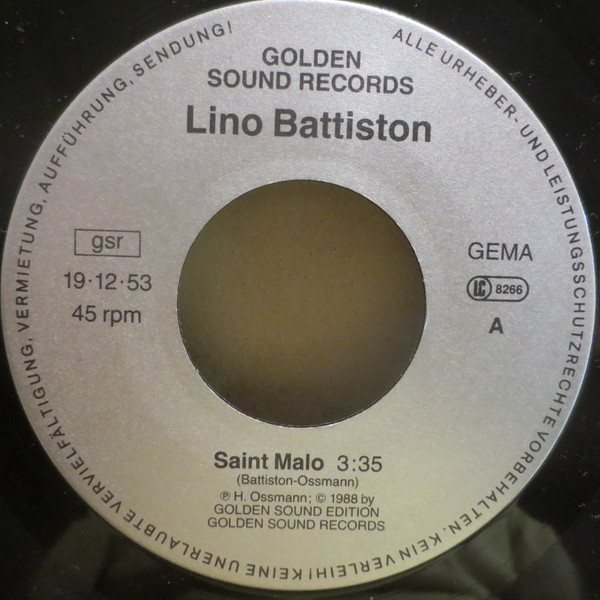 ALLE URHEBER- UND LEISTUNGSSCHUTZRECHTE VORBEHALTEN. KEIN VERLEIH! KEINE UNERLAUBTE VERVIELFÄLTIGUNG, VERMIETUNG, AUFFÜHRUNG, SENDUNG!
GOLDEN
SOUND RECORDS
Lino Battiston
gsr
19·12·53
45 rpm
GEMA
LC 8266
A
Saint Malo 3:35
(Battiston-Ossmann)
℗ H. Ossmann; © 1988 by
GOLDEN SOUND EDITION
GOLDEN SOUND RECORDS